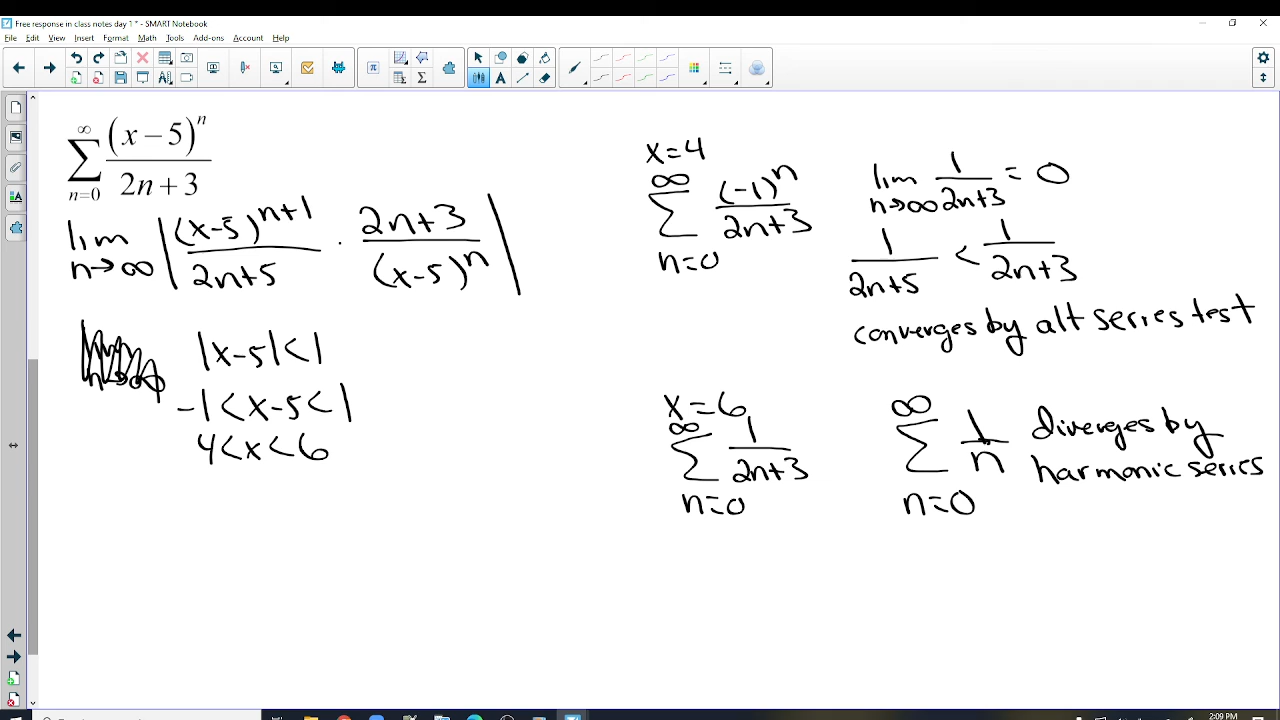 Free response in class notes day 1 * - SMART Notebook
File Edit View Insert Format Math Tools Add-ons Account Help
∞
∑ (x − 5)^n / (2n + 3)
n=0
lim n→∞ | (x-5)^(n+1) / (2n+5) · (2n+3) / (x-5)^n |
|x-5| < 1
-1 < x-5 < 1
4 < x < 6
x=4
∞
∑ (-1)^n / (2n+3)
n=0
lim n→∞ 1/(2n+3) = 0
1/(2n+5) < 1/(2n+3)
converges by alt series test
x=6
∞
∑ 1/(2n+3)
n=0
∞
∑ 1/n
n=0
diverges by
harmonic series
2:09 PM